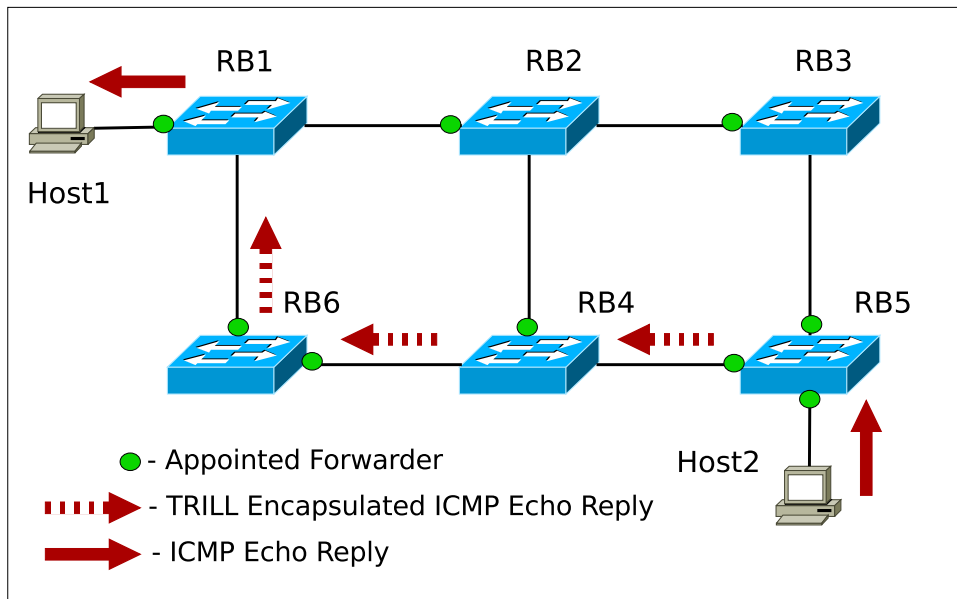 RB1
RB2
RB3
Host1
RB6
RB4
RB5
Host2
- Appointed Forwarder
- TRILL Encapsulated ICMP Echo Reply
- ICMP Echo Reply